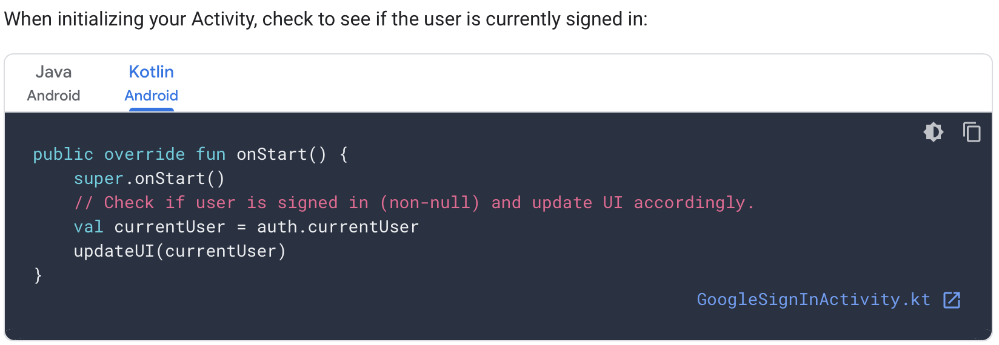 When initializing your Activity, check to see if the user is currently signed in:
Java Kotlin
Android Android
public override fun onStart() {
    super.onStart()
    // Check if user is signed in (non-null) and update UI accordingly.
    val currentUser = auth.currentUser
    updateUI(currentUser)
}
GoogleSignInActivity.kt